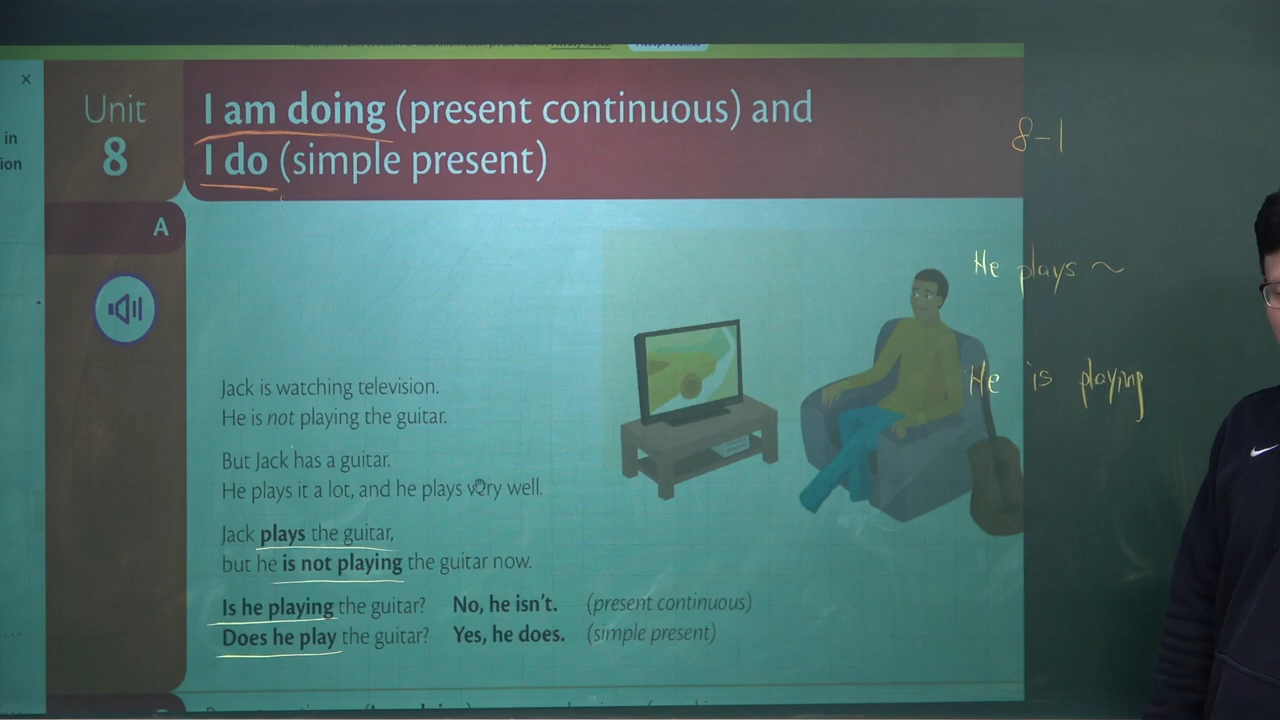 ×
in
ion
Unit
8
I am doing (present continuous) and
I do (simple present)
8-1
A
He plays ~
He is playing
Jack is watching television.
He is not playing the guitar.
But Jack has a guitar.
He plays it a lot, and he plays very well.
Jack plays the guitar,
but he is not playing the guitar now.
Is he playing the guitar? No, he isn't. (present continuous)
Does he play the guitar? Yes, he does. (simple present)